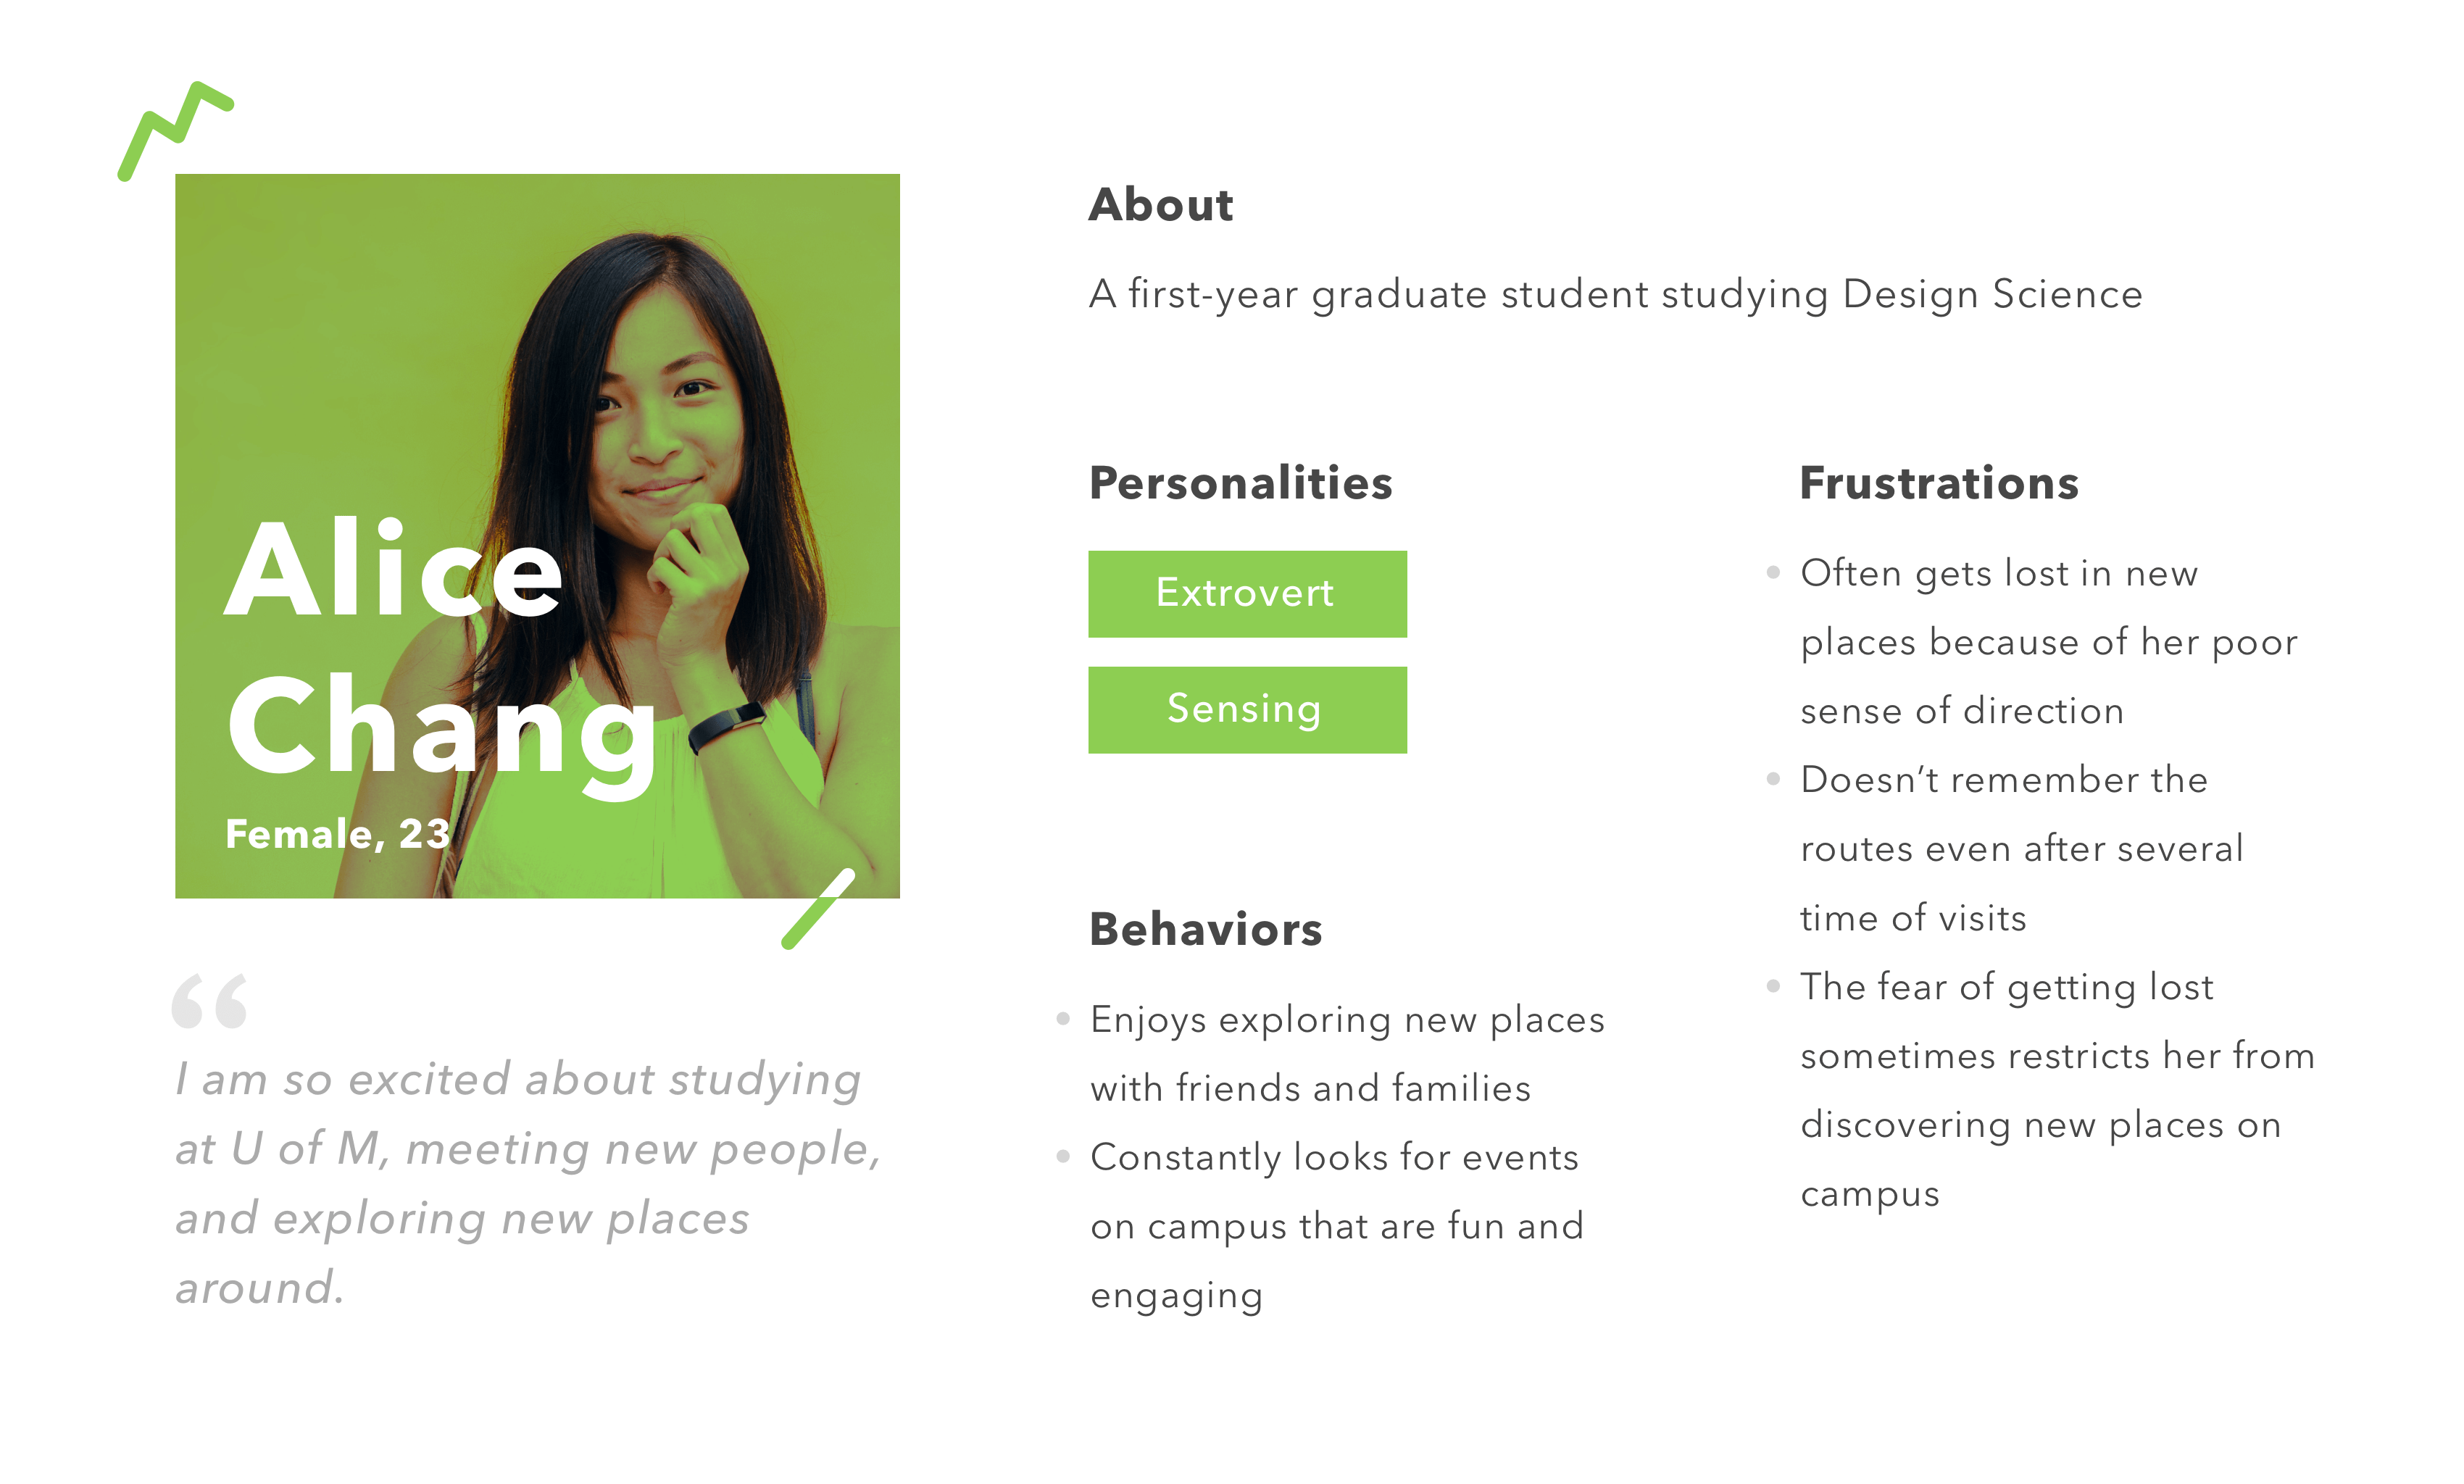 Alice
Chang
Female, 23
“
I am so excited about studying
at U of M, meeting new people,
and exploring new places
around.
About
A first-year graduate student studying Design Science
Personalities
Extrovert
Sensing
Behaviors
• Enjoys exploring new places
with friends and families
• Constantly looks for events
on campus that are fun and
engaging
Frustrations
• Often gets lost in new
places because of her poor
sense of direction
• Doesn’t remember the
routes even after several
time of visits
• The fear of getting lost
sometimes restricts her from
discovering new places on
campus